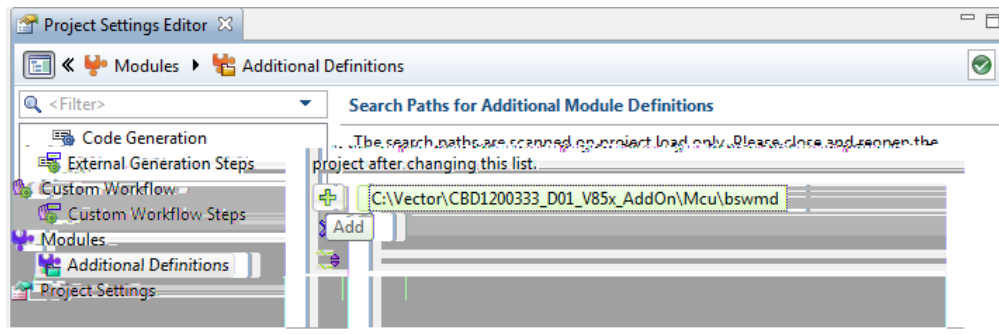 Project Settings Editor
Modules Additional Definitions
<Filter>
Search Paths for Additional Module Definitions
Code Generation
The search paths are scanned on project load only. Please close and reopen the
External Generation Steps
project after changing this list.
Custom Workflow
C:\Vector\CBD1200333_D01_V85x_AddOn\Mcu\bswmd
Custom Workflow Steps
Add
Modules
Additional Definitions
Project Settings